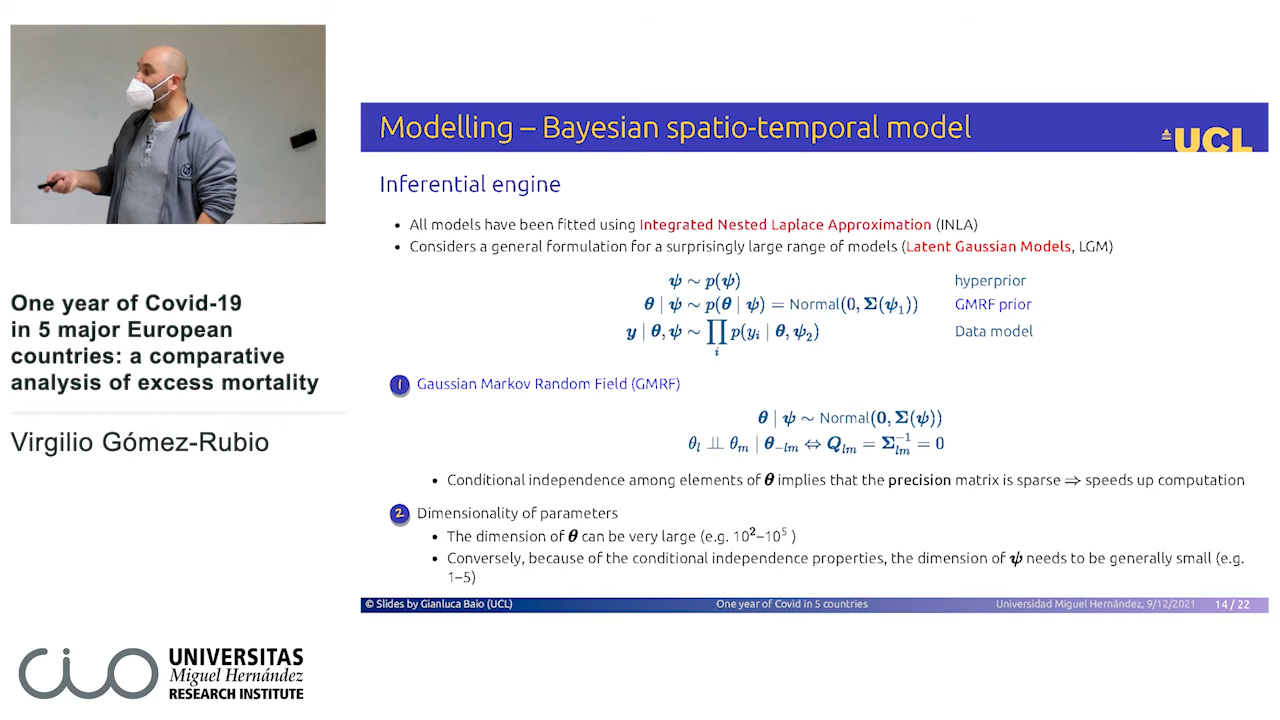 Modelling – Bayesian spatio-temporal model
UCL
Inferential engine
• All models have been fitted using Integrated Nested Laplace Approximation (INLA)
• Considers a general formulation for a surprisingly large range of models (Latent Gaussian Models, LGM)
ψ ∼ p(ψ) hyperprior
θ | ψ ∼ p(θ | ψ) = Normal(0, Σ(ψ₁)) GMRF prior
y | θ, ψ ∼ ∏ᵢ p(yᵢ | θ, ψ₂) Data model
1 Gaussian Markov Random Field (GMRF)
θ | ψ ∼ Normal(0, Σ(ψ))
θₗ ⫫ θₘ | θ₋ₗₘ ⇔ Qₗₘ = Σ⁻¹ₗₘ = 0
• Conditional independence among elements of θ implies that the precision matrix is sparse ⇒ speeds up computation
2 Dimensionality of parameters
• The dimension of θ can be very large (e.g. 10²–10⁵ )
• Conversely, because of the conditional independence properties, the dimension of ψ needs to be generally small (e.g.
1–5)
© Slides by Gianluca Baio (UCL) One year of Covid in 5 countries Universidad Miguel Hernández, 9/12/2021 14 / 22
One year of Covid-19
in 5 major European
countries: a comparative
analysis of excess mortality
Virgilio Gómez-Rubio
cio
UNIVERSITAS
Miguel Hernández
RESEARCH INSTITUTE